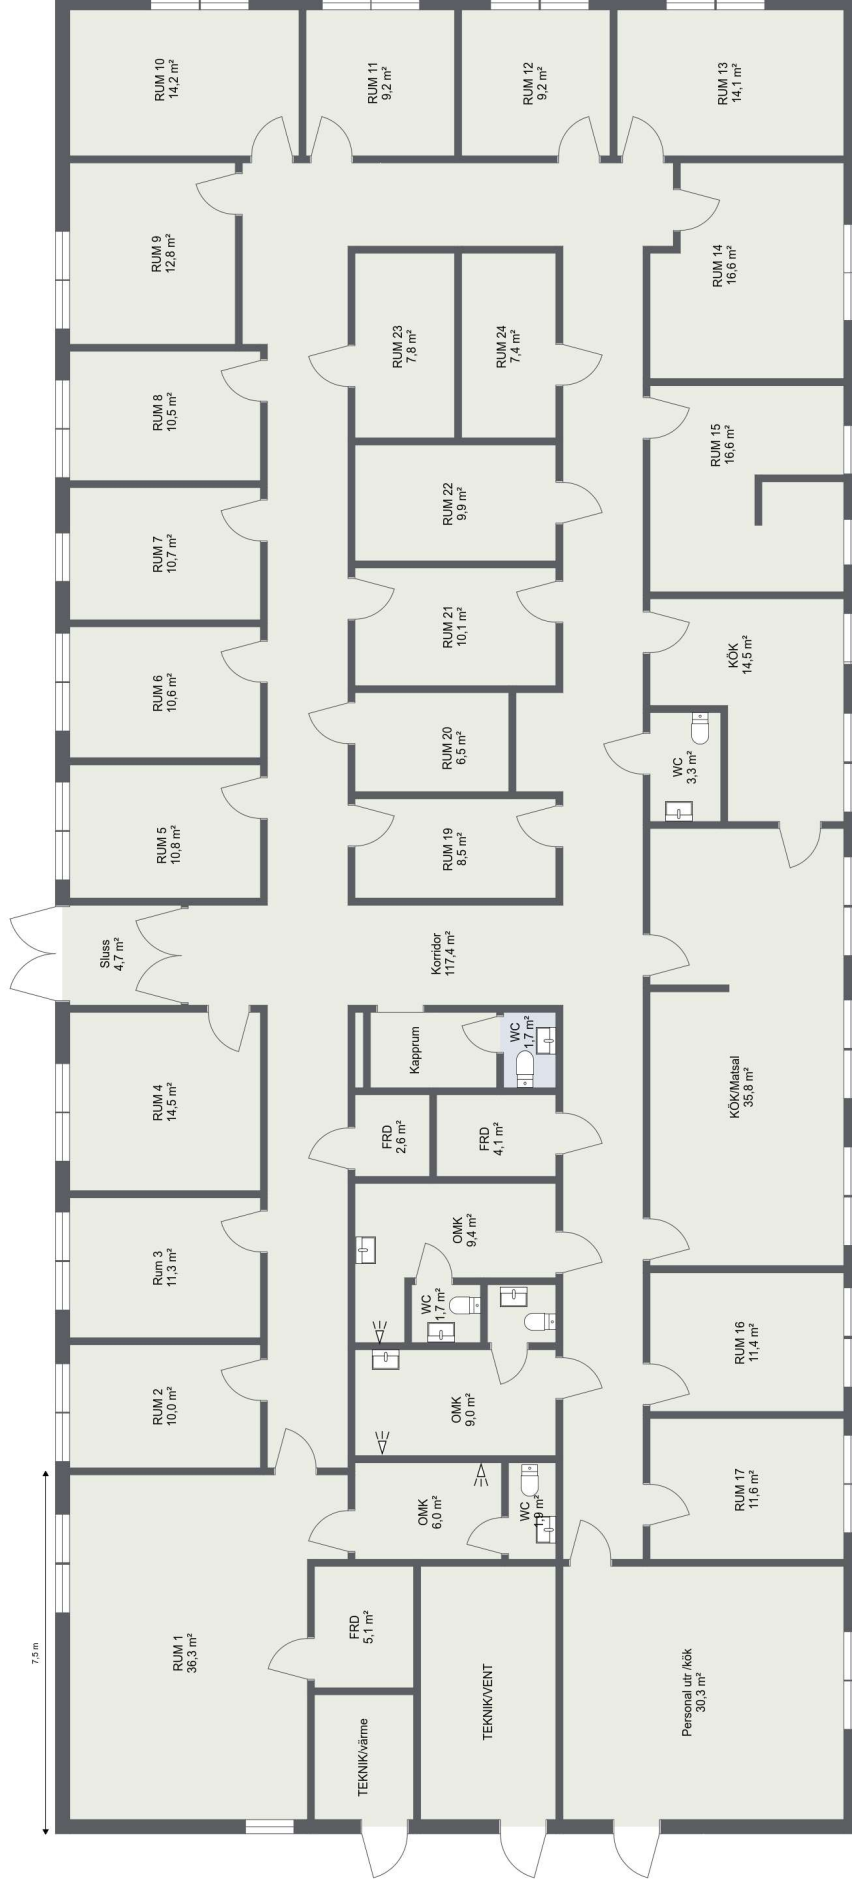 RUM 10
14,2 m²
RUM 11
9,2 m²
RUM 12
9,2 m²
RUM 13
14,1 m²
RUM 9
12,8 m²
RUM 14
16,6 m²
RUM 23
7,8 m²
RUM 24
7,4 m²
RUM 8
10,5 m²
RUM 15
16,6 m²
RUM 22
9,9 m²
RUM 7
10,7 m²
RUM 21
10,1 m²
RUM 6
10,6 m²
KÖK
14,5 m²
RUM 20
6,5 m²
WC
3,3 m²
RUM 5
10,8 m²
RUM 19
8,5 m²
Sluss
4,7 m²
Korridor
117,4 m²
Kapprum
WC
1,7 m²
RUM 4
14,5 m²
KÖK/Matsal
35,8 m²
FRD
2,6 m²
FRD
4,1 m²
Rum 3
11,3 m²
OMK
9,4 m²
WC
1,7 m²
RUM 16
11,4 m²
RUM 2
10,0 m²
OMK
9,0 m²
RUM 17
11,6 m²
OMK
6,0 m²
WC
1,9 m²
RUM 1
36,3 m²
FRD
5,1 m²
7,5 m
TEKNIK/VENT
Personal utr /kök
30,3 m²
TEKNIK/värme